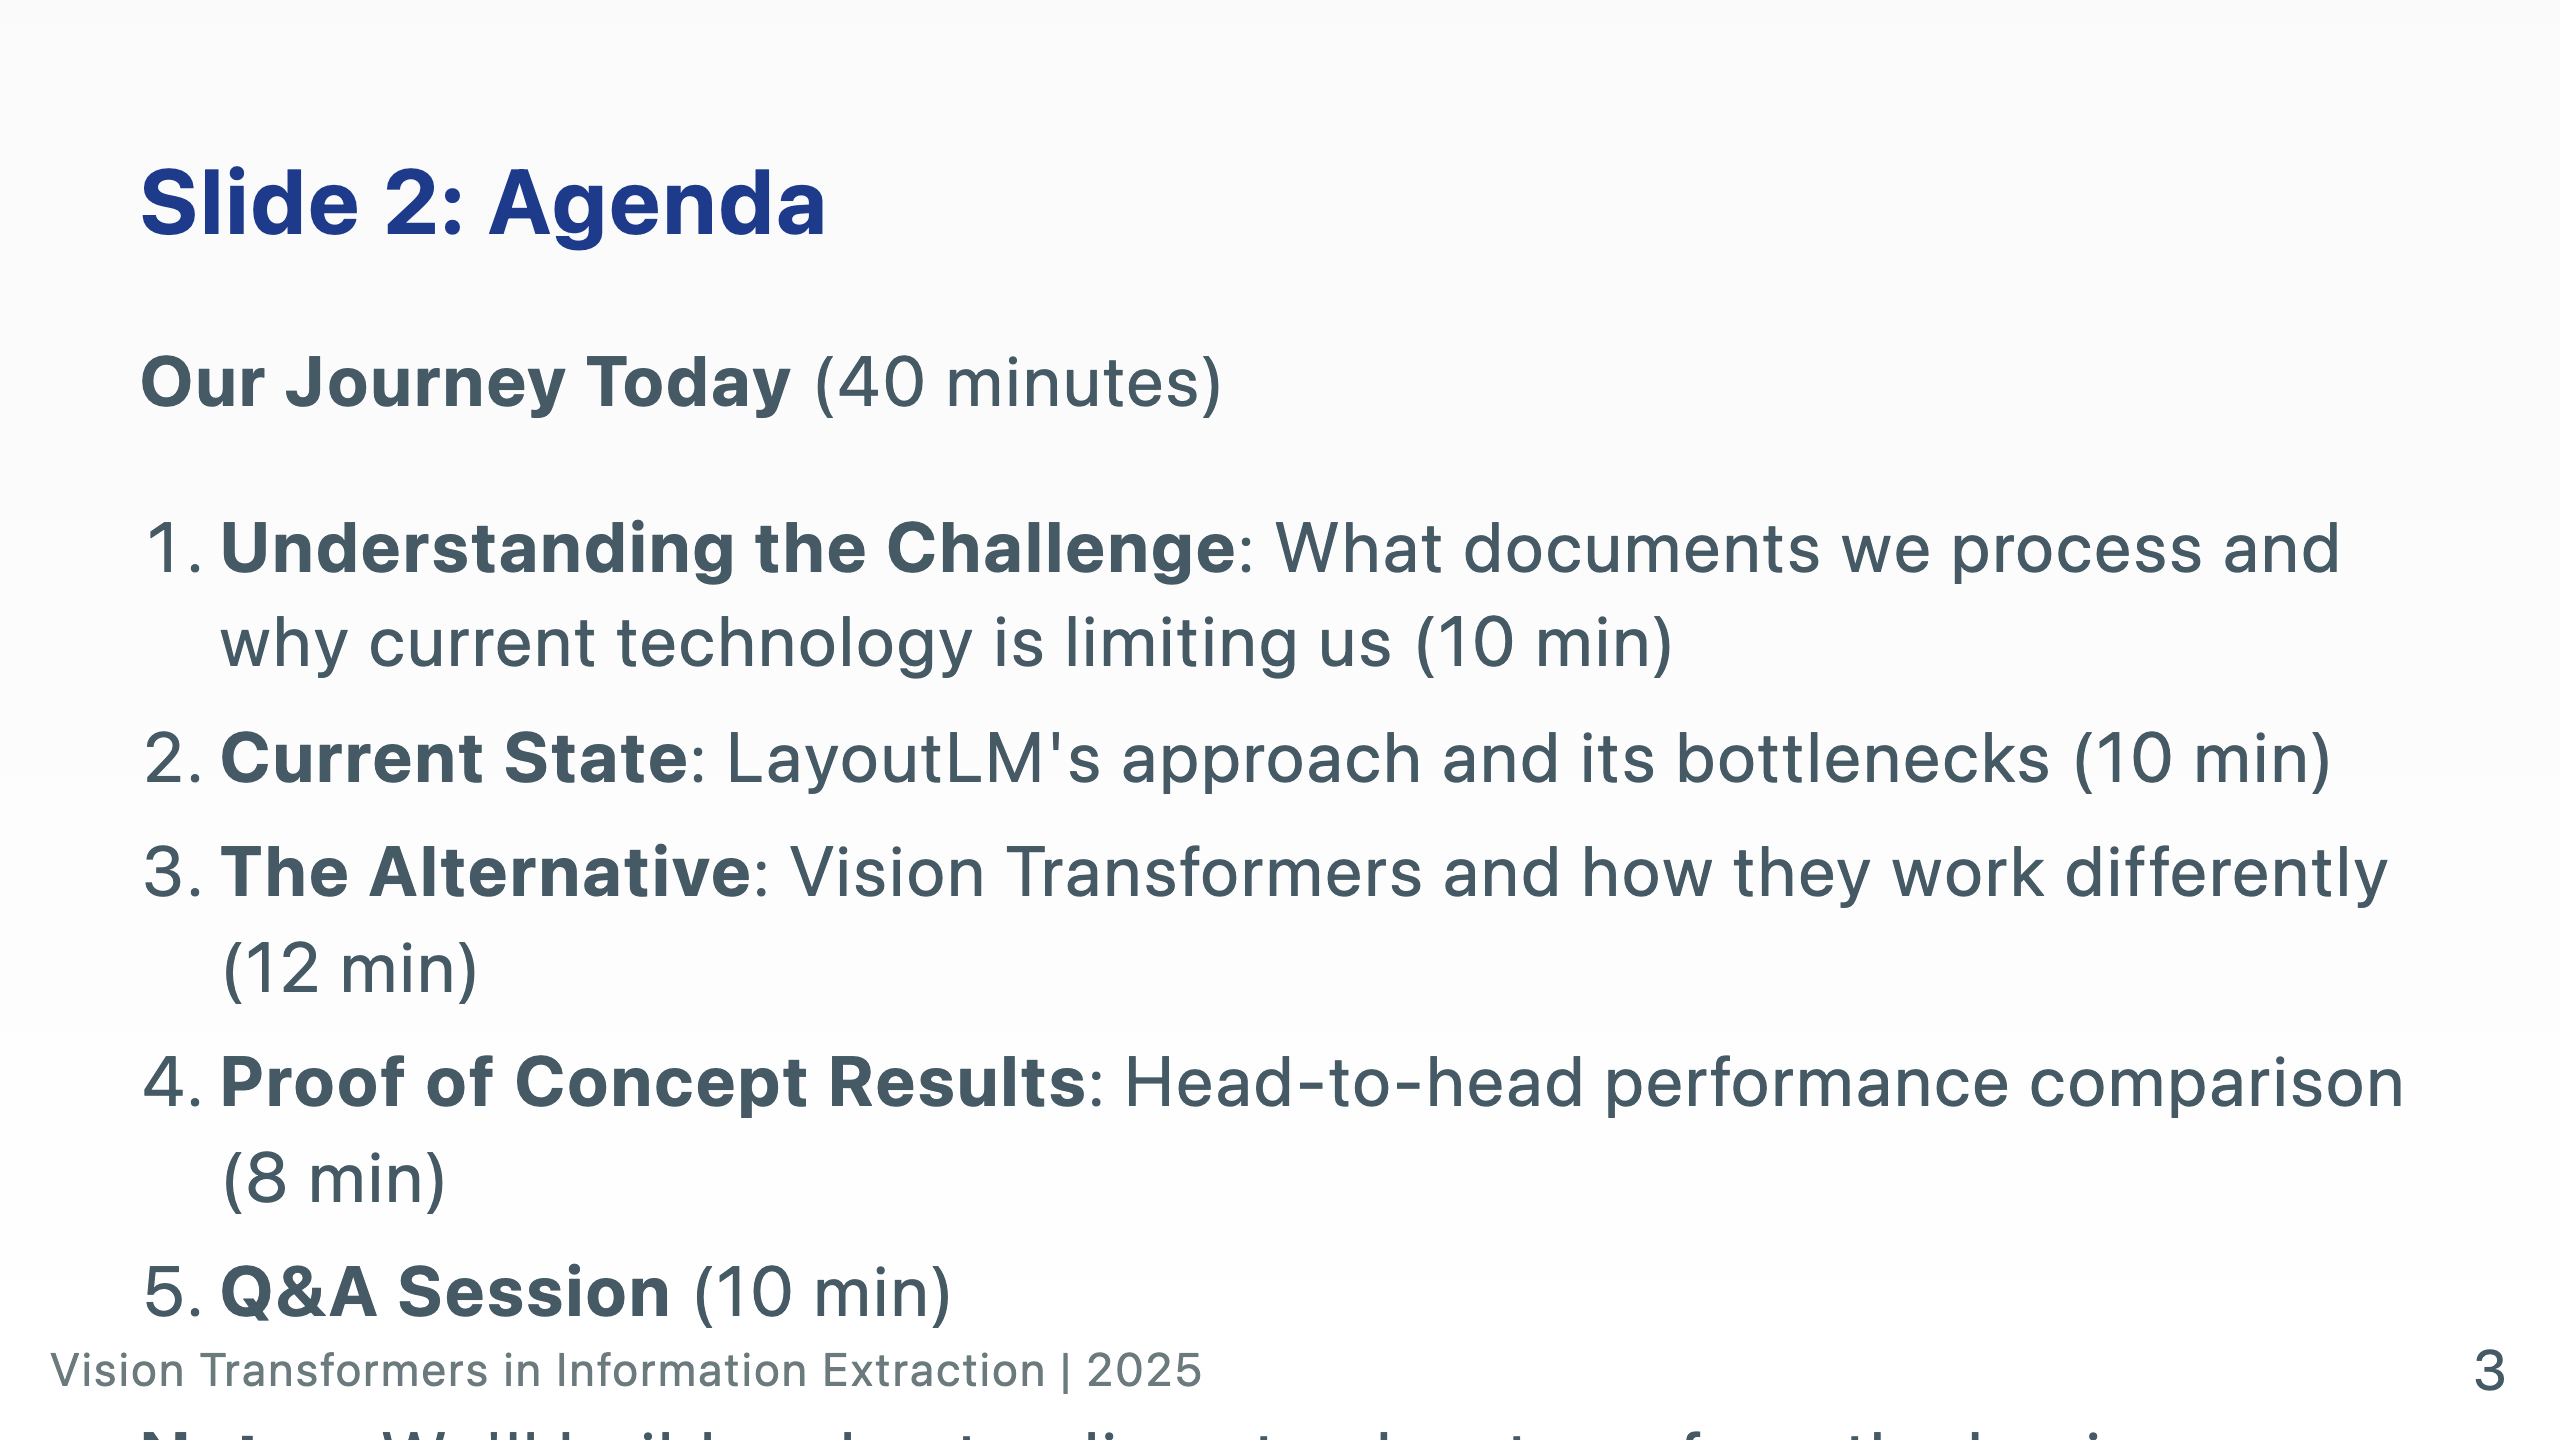 Slide 2: Agenda
Our Journey Today (40 minutes)
1. Understanding the Challenge: What documents we process and
why current technology is limiting us (10 min)
2. Current State: LayoutLM's approach and its bottlenecks (10 min)
3. The Alternative: Vision Transformers and how they work differently
(12 min)
4. Proof of Concept Results: Head-to-head performance comparison
(8 min)
5. Q&A Session (10 min)
Vision Transformers in Information Extraction | 2025
3